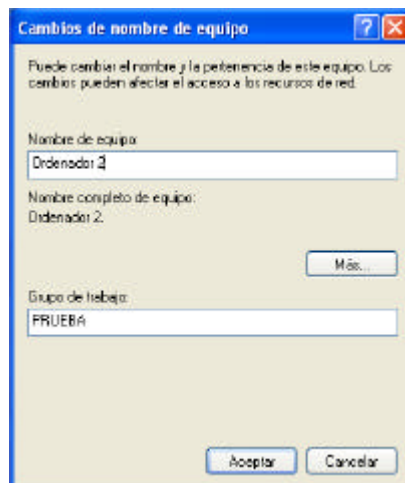 Cambios de nombre de equipo
Puede cambiar el nombre y la pertenencia de este equipo. Los
cambios pueden afectar el acceso a los recursos de red.
Nombre de equipo:
Ordenador 2
Nombre completo de equipo:
Ordenador 2.
Más...
Grupo de trabajo:
PRUEBA
Aceptar
Cancelar